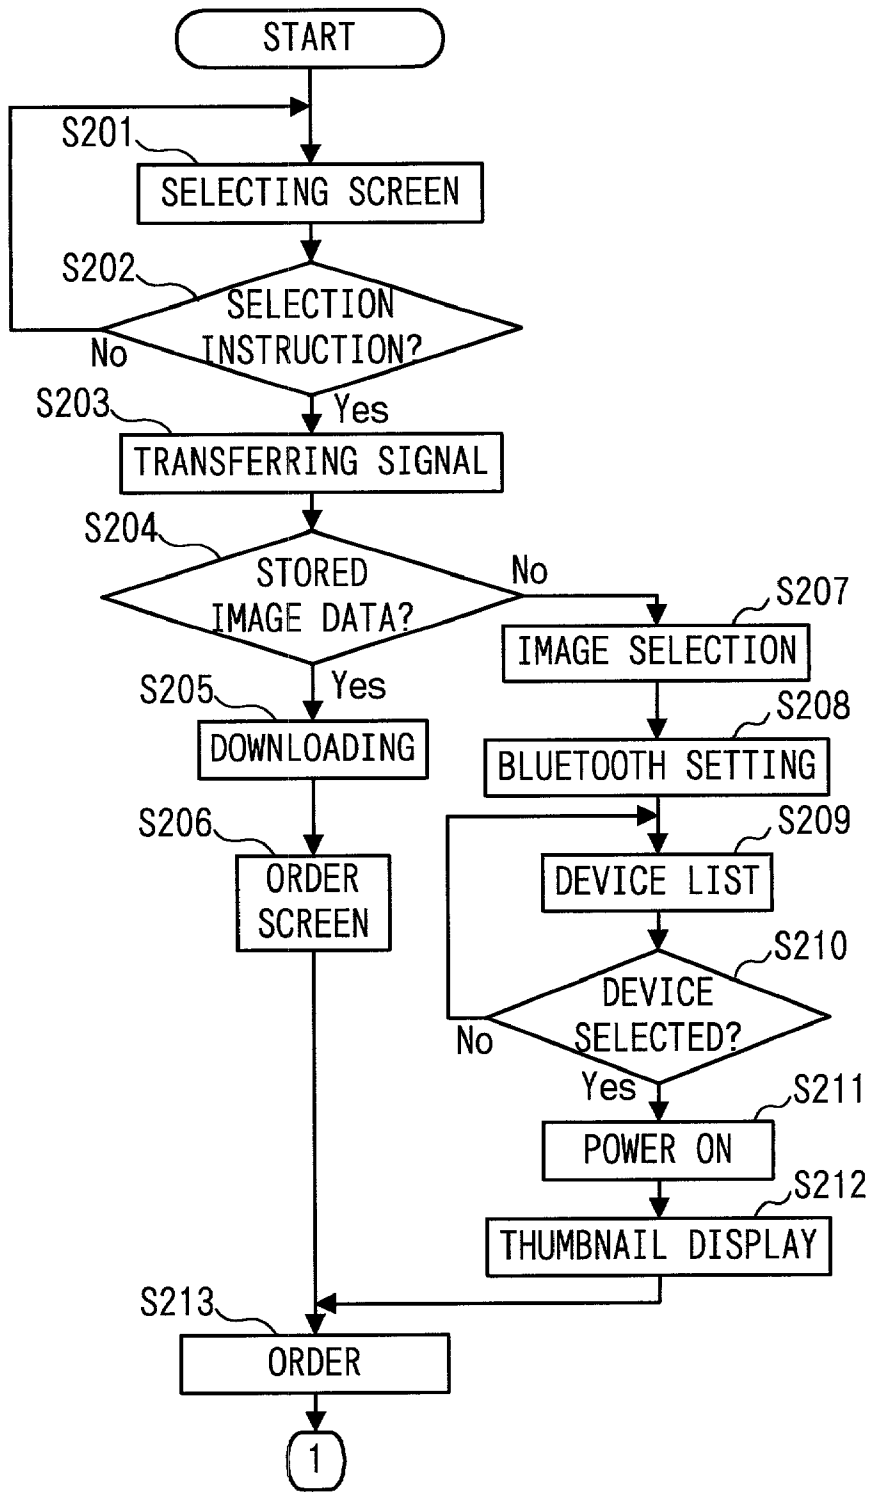 START
S201
SELECTING SCREEN
S202
SELECTION
INSTRUCTION?
No
Yes
S203
TRANSFERRING SIGNAL
S204
STORED
IMAGE DATA?
No
Yes
S205
DOWNLOADING
S206
ORDER
SCREEN
S207
IMAGE SELECTION
S208
BLUETOOTH SETTING
S209
DEVICE LIST
S210
DEVICE
SELECTED?
No
Yes
S211
POWER ON
S212
THUMBNAIL DISPLAY
S213
ORDER
1